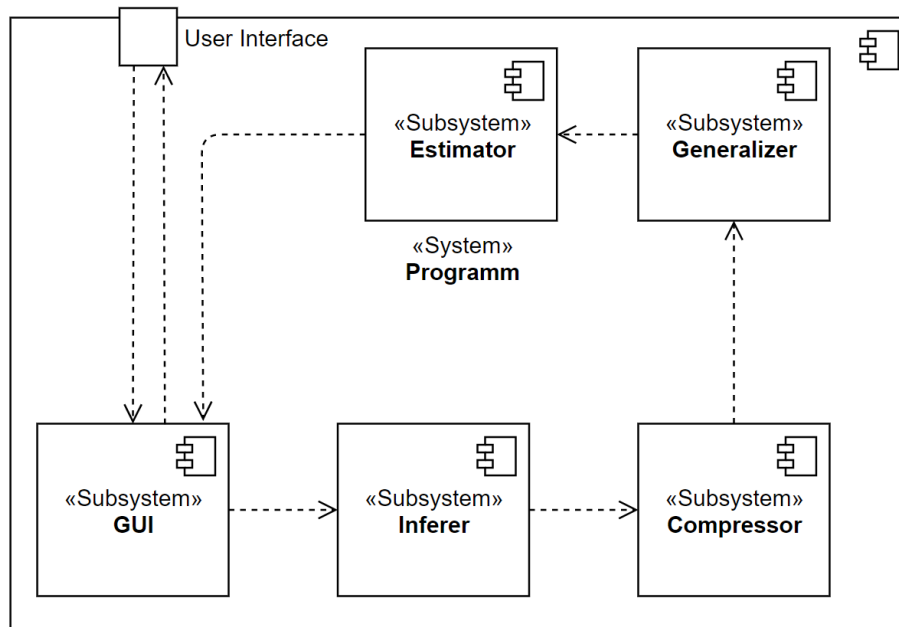 User Interface
«Subsystem»
Estimator
«Subsystem»
Generalizer
«System»
Programm
«Subsystem»
GUI
«Subsystem»
Inferer
«Subsystem»
Compressor